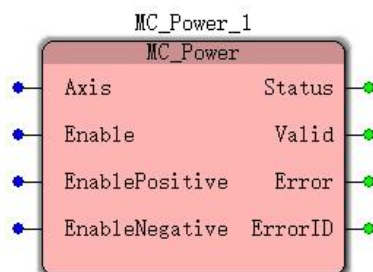 MC_Power_1
MC_Power
Axis Status
Enable Valid
EnablePositive Error
EnableNegative ErrorID